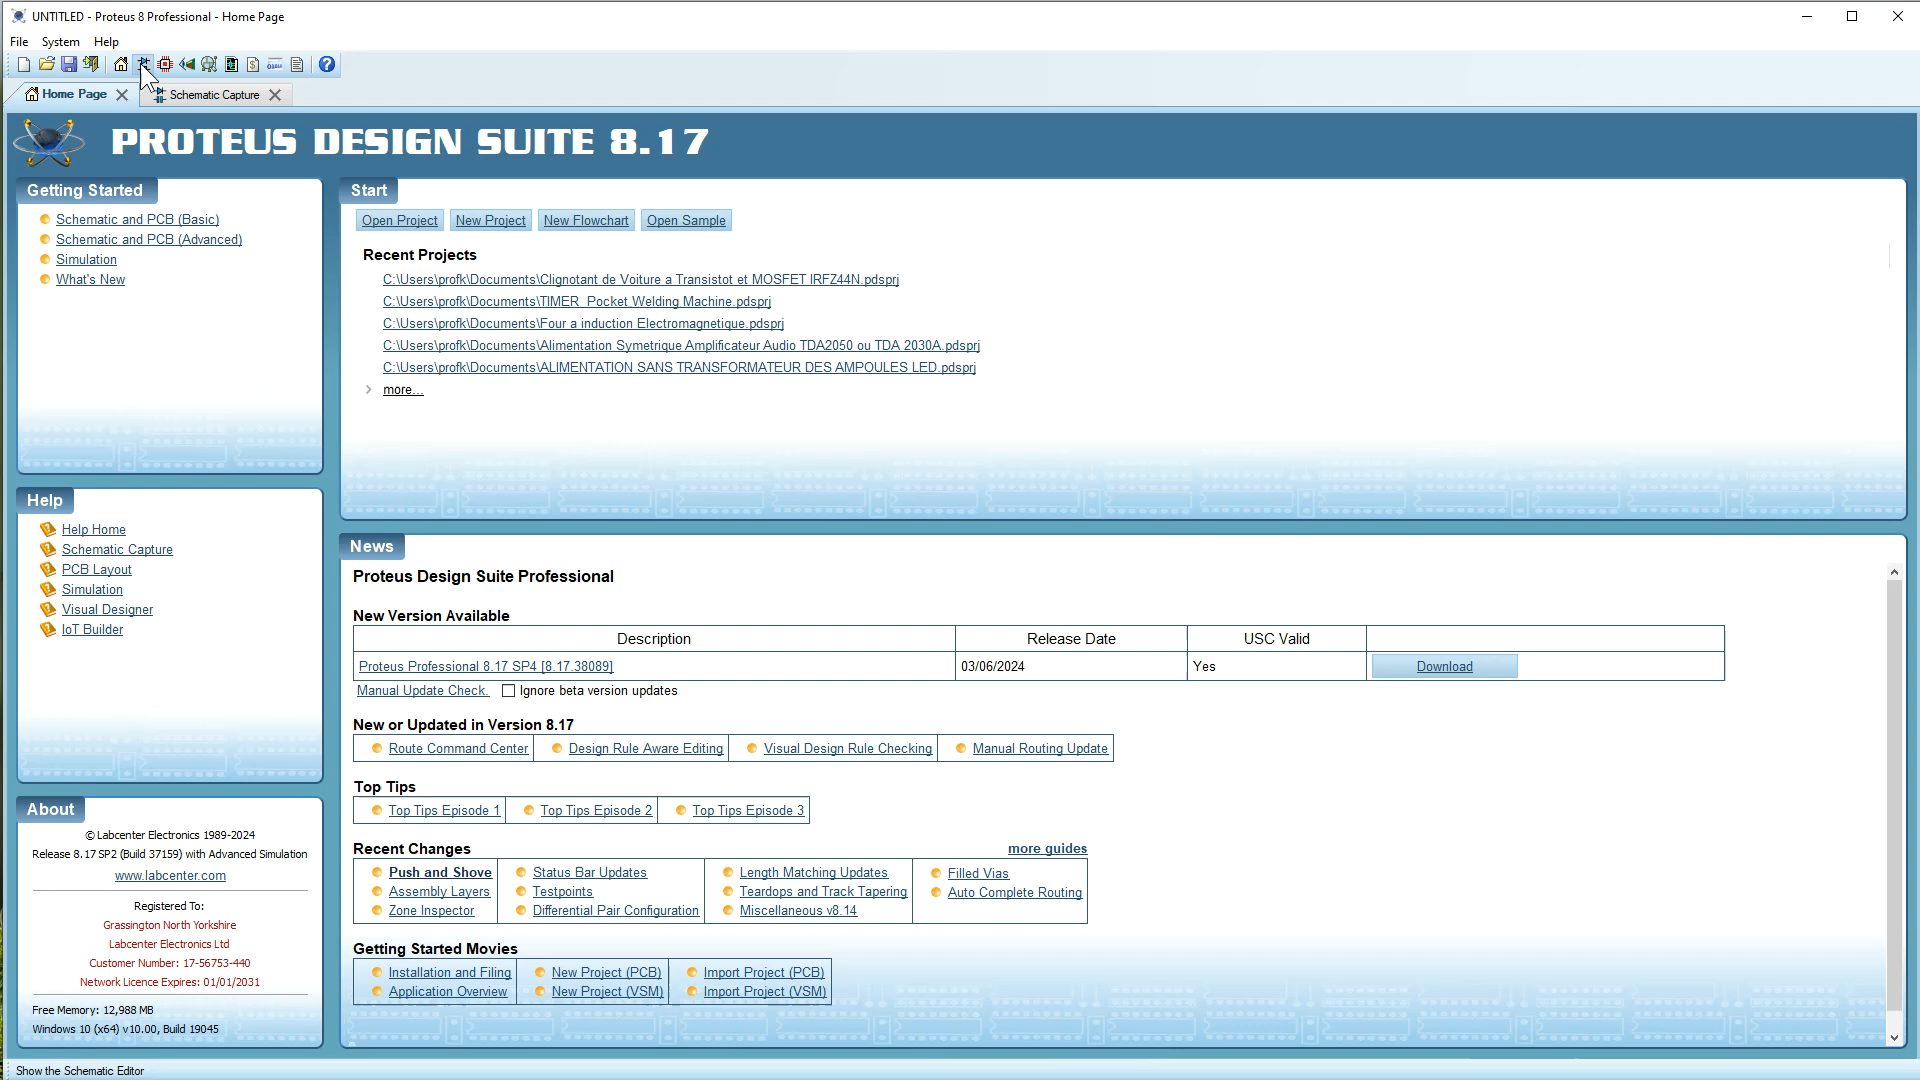 UNTITLED - Proteus 8 Professional - Home Page
File System Help
Home Page Schematic Capture
PROTEUS DESIGN SUITE 8.17
Getting Started
Schematic and PCB (Basic)
Schematic and PCB (Advanced)
Simulation
What's New
Start
Open Project New Project New Flowchart Open Sample
Recent Projects
C:\Users\profk\Documents\Clignotant de Voiture a Transistot et MOSFET IRFZ44N.pdsprj
C:\Users\profk\Documents\TIMER  Pocket Welding Machine.pdsprj
C:\Users\profk\Documents\Four a induction Electromagnetique.pdsprj
C:\Users\profk\Documents\Alimentation Symetrique Amplificateur Audio TDA2050 ou TDA 2030A.pdsprj
C:\Users\profk\Documents\ALIMENTATION SANS TRANSFORMATEUR DES AMPOULES LED.pdsprj
more...
Help
Help Home
Schematic Capture
PCB Layout
Simulation
Visual Designer
IoT Builder
News
Proteus Design Suite Professional
New Version Available
Description Release Date USC Valid
Proteus Professional 8.17 SP4 [8.17.38089] 03/06/2024 Yes Download
Manual Update Check. Ignore beta version updates
New or Updated in Version 8.17
Route Command Center Design Rule Aware Editing Visual Design Rule Checking Manual Routing Update
Top Tips
Top Tips Episode 1 Top Tips Episode 2 Top Tips Episode 3
Recent Changes more guides
Push and Shove Status Bar Updates Length Matching Updates Filled Vias
Assembly Layers Testpoints Teardops and Track Tapering Auto Complete Routing
Zone Inspector Differential Pair Configuration Miscellaneous v8.14
Getting Started Movies
Installation and Filing New Project (PCB) Import Project (PCB)
Application Overview New Project (VSM) Import Project (VSM)
About
© Labcenter Electronics 1989-2024
Release 8.17 SP2 (Build 37159) with Advanced Simulation
www.labcenter.com
Registered To:
Grassington North Yorkshire
Labcenter Electronics Ltd
Customer Number: 17-56753-440
Network Licence Expires: 01/01/2031
Free Memory: 12,988 MB
Windows 10 (x64) v10.00, Build 19045
Show the Schematic Editor